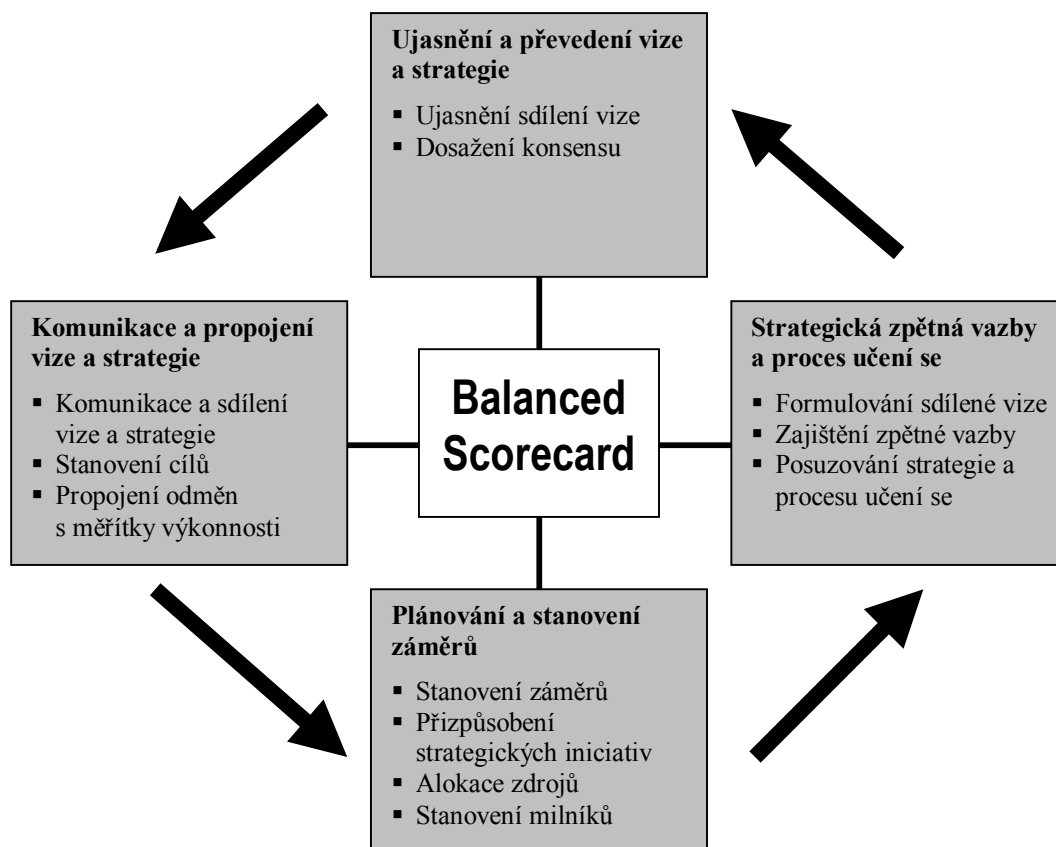 Ujasnění a převedení vize
a strategie
▪ Ujasnění sdílení vize
▪ Dosažení konsensu
Komunikace a propojení
vize a strategie
▪ Komunikace a sdílení
vize a strategie
▪ Stanovení cílů
▪ Propojení odměn
s měřítky výkonnosti
Balanced
Scorecard
Strategická zpětná vazby
a proces učení se
▪ Formulování sdílené vize
▪ Zajištění zpětné vazby
▪ Posuzování strategie a
procesu učení se
Plánování a stanovení
záměrů
▪ Stanovení záměrů
▪ Přizpůsobení
strategických iniciativ
▪ Alokace zdrojů
▪ Stanovení milníků